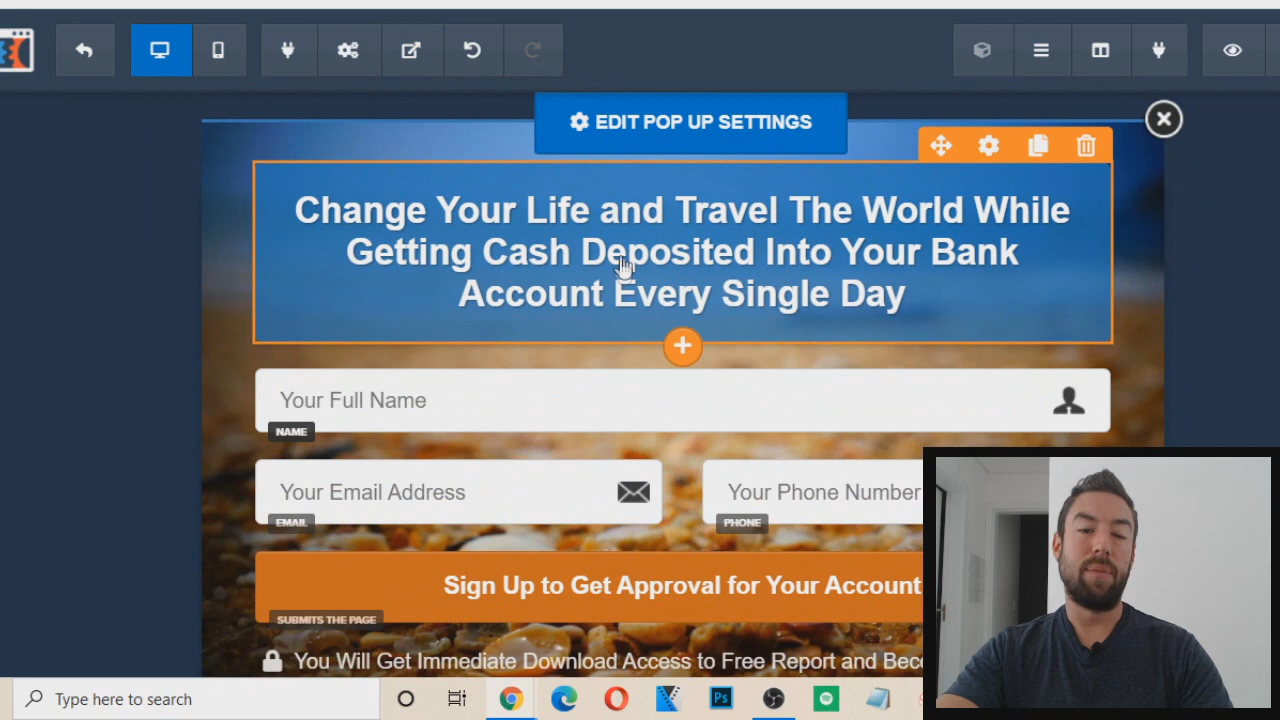 EDIT POP UP SETTINGS
Change Your Life and Travel The World While
Getting Cash Deposited Into Your Bank
Account Every Single Day
Your Full Name
NAME
Your Email Address
EMAIL
Your Phone Number
PHONE
Sign Up to Get Approval for Your Account
SUBMITS THE PAGE
You Will Get Immediate Download Access to Free Report and
Type here to search
Ps